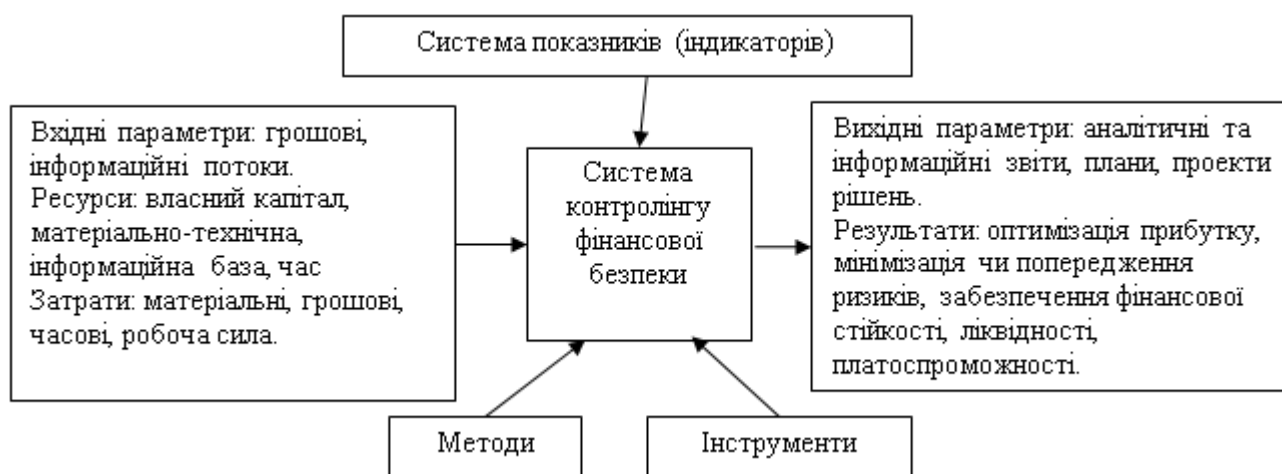 Система показників (індикаторів)
Вхідні параметри: грошові,
інформаційні потоки.
Ресурси: власний капітал,
матеріально-технічна,
інформаційна база, час
Затрати: матеріальні, грошові,
часові, робоча сила.
Система
контролінгу
фінансової
безпеки
Вихідні параметри: аналітичні та
інформаційні звіти, плани, проекти
рішень.
Результати: оптимізація прибутку,
мінімізація чи попередження
ризиків, забезпечення фінансової
стійкості, ліквідності,
платоспроможності.
Методи
Інструменти